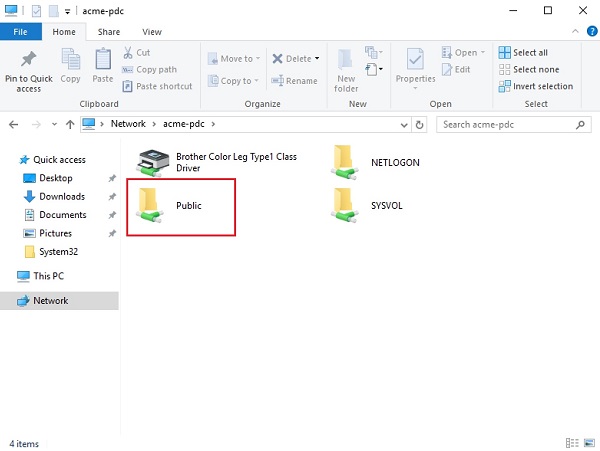 acme-pdc
File Home Share View
Pin to Quick access
Copy
Paste
Cut
Copy path
Paste shortcut
Clipboard
Move to
Copy to
Delete
Rename
Organize
New folder
New
Properties
Open
Edit
Open
Select all
Select none
Invert selection
Select
Network > acme-pdc >
Search acme-pdc
Quick access
Desktop
Downloads
Documents
Pictures
System32
This PC
Network
Brother Color Leg Type1 Class
Driver
NETLOGON
Public
SYSVOL
4 items